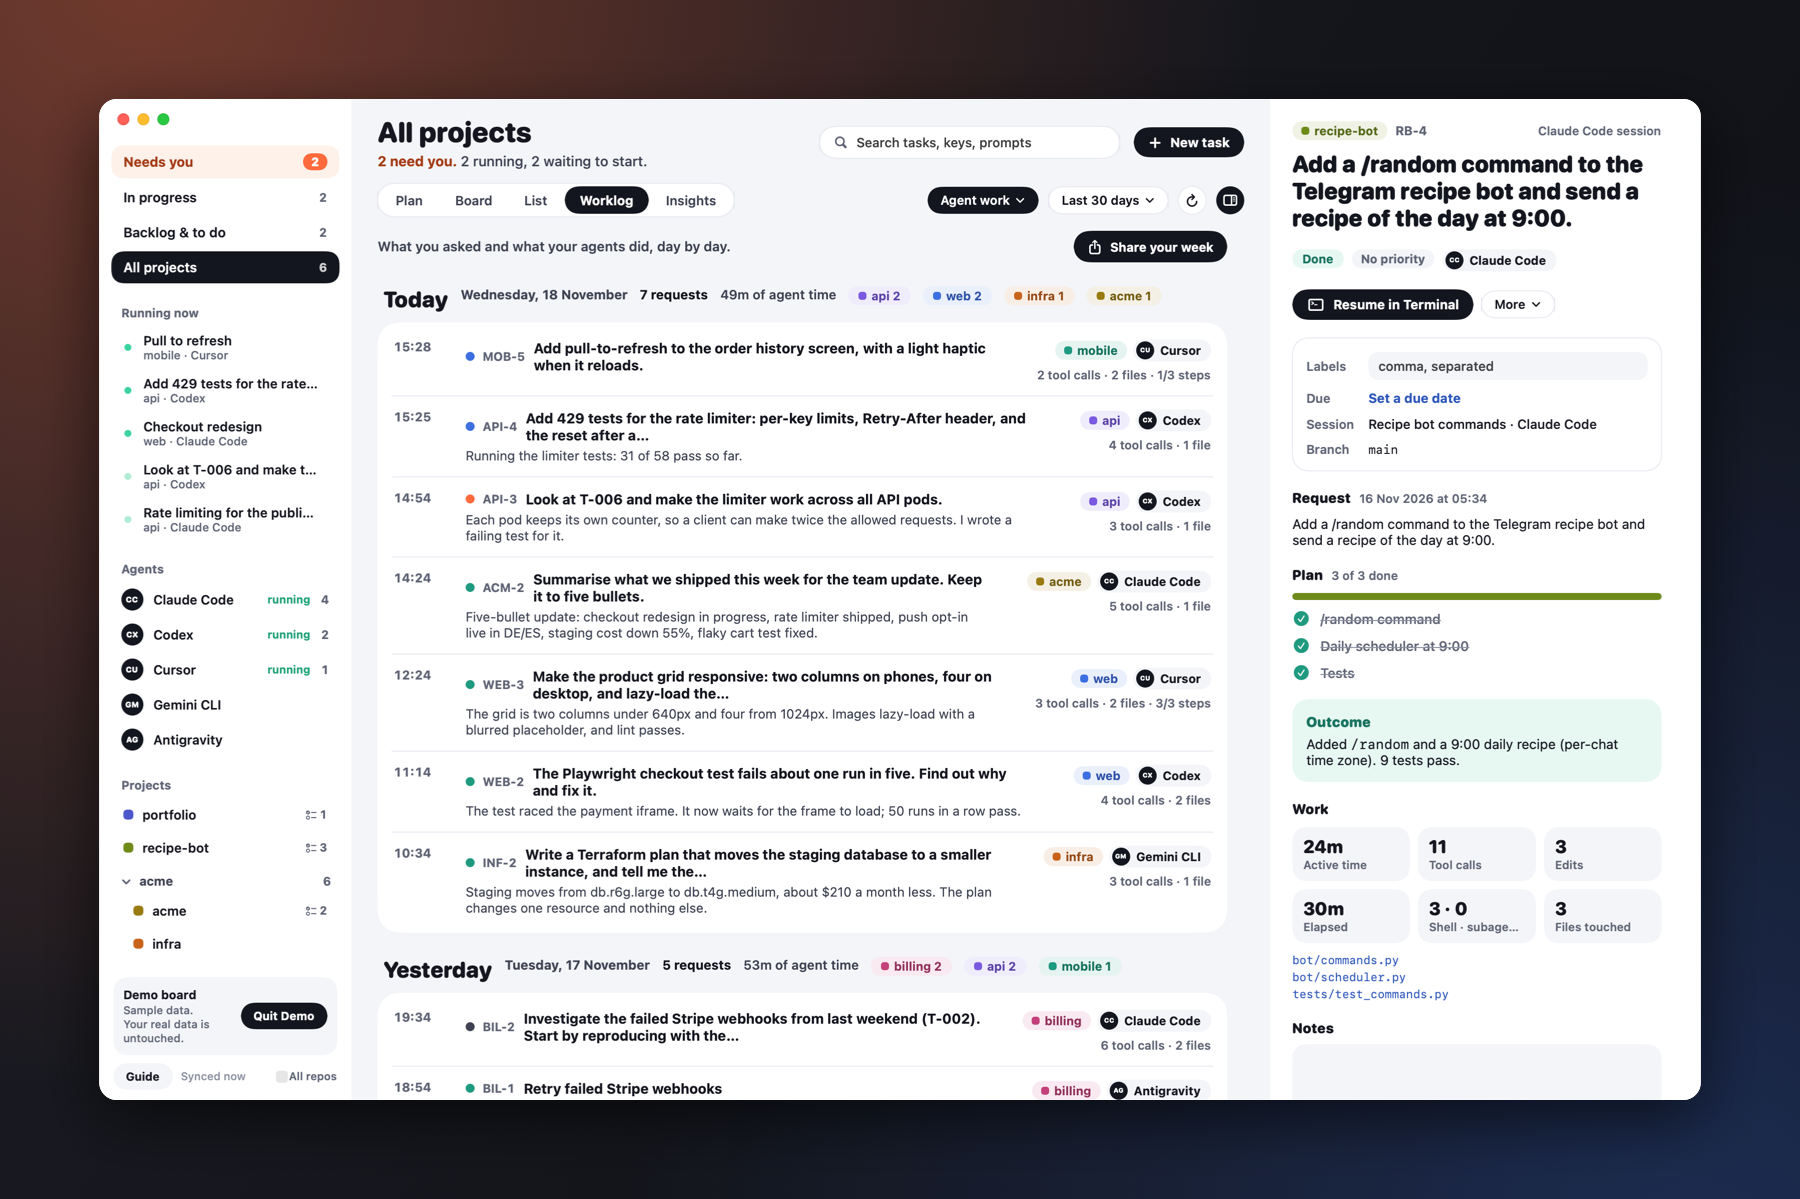 Needs you 2
In progress 2
Backlog & to do 2
All projects 6
Running now
Pull to refresh
mobile · Cursor
Add 429 tests for the rate...
api · Codex
Checkout redesign
web · Claude Code
Look at T-006 and make t...
api · Codex
Rate limiting for the publi...
api · Claude Code
Agents
CC Claude Code running 4
CX Codex running 2
CU Cursor running 1
GM Gemini CLI
AG Antigravity
Projects
portfolio 1
recipe-bot 3
acme 6
acme 2
infra
Demo board
Sample data.
Your real data is
untouched.
Quit Demo
Guide Synced now All repos
All projects
2 need you. 2 running, 2 waiting to start.
Search tasks, keys, prompts
+ New task
Plan Board List Worklog Insights
Agent work Last 30 days
What you asked and what your agents did, day by day.
Share your week
Today Wednesday, 18 November 7 requests 49m of agent time api 2 web 2 infra 1 acme 1
15:28 MOB-5 Add pull-to-refresh to the order history screen, with a light haptic
when it reloads.
mobile CU Cursor
2 tool calls · 2 files · 1/3 steps
15:25 API-4 Add 429 tests for the rate limiter: per-key limits, Retry-After header, and
the reset after a...
Running the limiter tests: 31 of 58 pass so far.
api CX Codex
4 tool calls · 1 file
14:54 API-3 Look at T-006 and make the limiter work across all API pods.
Each pod keeps its own counter, so a client can make twice the allowed requests. I wrote a
failing test for it.
api CX Codex
3 tool calls · 1 file
14:24 ACM-2 Summarise what we shipped this week for the team update. Keep
it to five bullets.
Five-bullet update: checkout redesign in progress, rate limiter shipped, push opt-in
live in DE/ES, staging cost down 55%, flaky cart test fixed.
acme CC Claude Code
5 tool calls · 1 file
12:24 WEB-3 Make the product grid responsive: two columns on phones, four on
desktop, and lazy-load the...
The grid is two columns under 640px and four from 1024px. Images lazy-load with a
blurred placeholder, and lint passes.
web CU Cursor
3 tool calls · 2 files · 3/3 steps
11:14 WEB-2 The Playwright checkout test fails about one run in five. Find out why
and fix it.
The test raced the payment iframe. It now waits for the frame to load; 50 runs in a row pass.
web CX Codex
4 tool calls · 2 files
10:34 INF-2 Write a Terraform plan that moves the staging database to a smaller
instance, and tell me the...
Staging moves from db.r6g.large to db.t4g.medium, about $210 a month less. The plan
changes one resource and nothing else.
infra GM Gemini CLI
3 tool calls · 1 file
Yesterday Tuesday, 17 November 5 requests 53m of agent time billing 2 api 2 mobile 1
19:34 BIL-2 Investigate the failed Stripe webhooks from last weekend (T-002).
Start by reproducing with the...
billing CC Claude Code
6 tool calls · 2 files
18:54 BIL-1 Retry failed Stripe webhooks
billing AG Antigravity
recipe-bot RB-4 Claude Code session
Add a /random command to the
Telegram recipe bot and send a
recipe of the day at 9:00.
Done No priority CC Claude Code
Resume in Terminal More
Labels comma, separated
Due Set a due date
Session Recipe bot commands · Claude Code
Branch main
Request 16 Nov 2026 at 05:34
Add a /random command to the Telegram recipe bot and
send a recipe of the day at 9:00.
Plan 3 of 3 done
/random command
Daily scheduler at 9:00
Tests
Outcome
Added /random and a 9:00 daily recipe (per-chat
time zone). 9 tests pass.
Work
24m 11 3
Active time Tool calls Edits
30m 3 · 0 3
Elapsed Shell · subage... Files touched
bot/commands.py
bot/scheduler.py
tests/test_commands.py
Notes